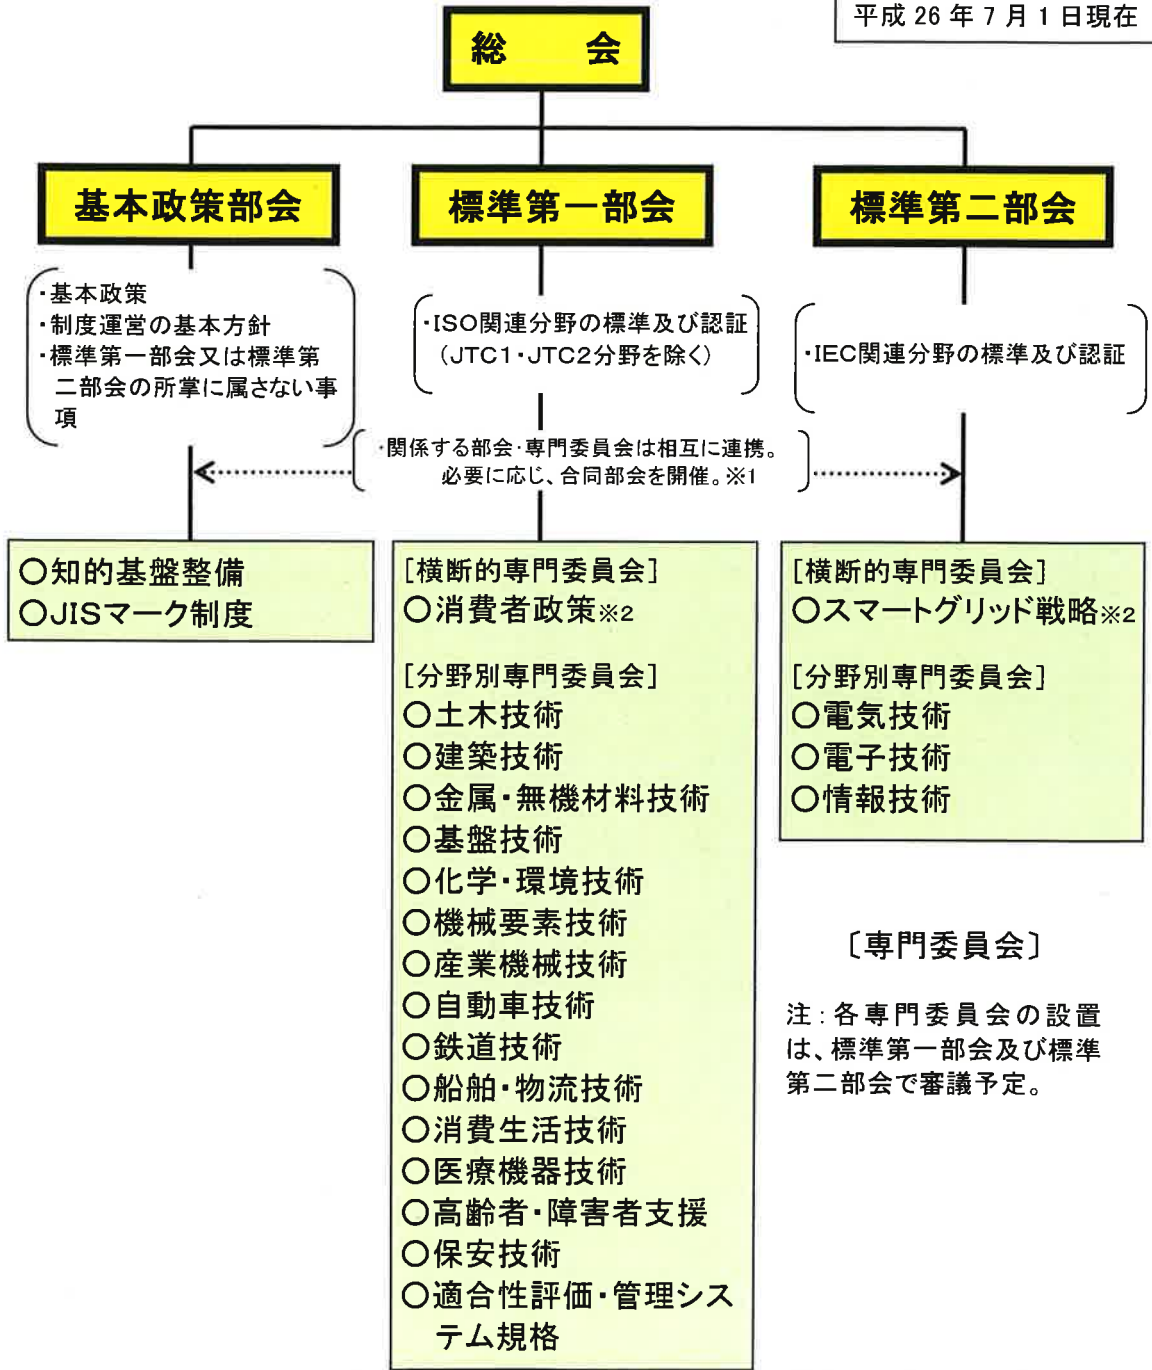 平成 26 年 7 月 1 日現在
総　会
基本政策部会
標準第一部会
標準第二部会
・基本政策
・制度運営の基本方針
・標準第一部会又は標準第
二部会の所掌に属さない事
項
・ISO関連分野の標準及び認証
（JTC1・JTC2分野を除く）
・IEC関連分野の標準及び認証
・関係する部会・専門委員会は相互に連携。
必要に応じ、合同部会を開催。※1
○知的基盤整備
○JISマーク制度
［横断的専門委員会］
○消費者政策※2
［分野別専門委員会］
○土木技術
○建築技術
○金属・無機材料技術
○基盤技術
○化学・環境技術
○機械要素技術
○産業機械技術
○自動車技術
○鉄道技術
○船舶・物流技術
○消費生活技術
○医療機器技術
○高齢者・障害者支援
○保安技術
○適合性評価・管理シス
テム規格
［横断的専門委員会］
○スマートグリッド戦略※2
［分野別専門委員会］
○電気技術
○電子技術
○情報技術
〔専門委員会〕
注：各専門委員会の設置
は、標準第一部会及び標準
第二部会で審議予定。